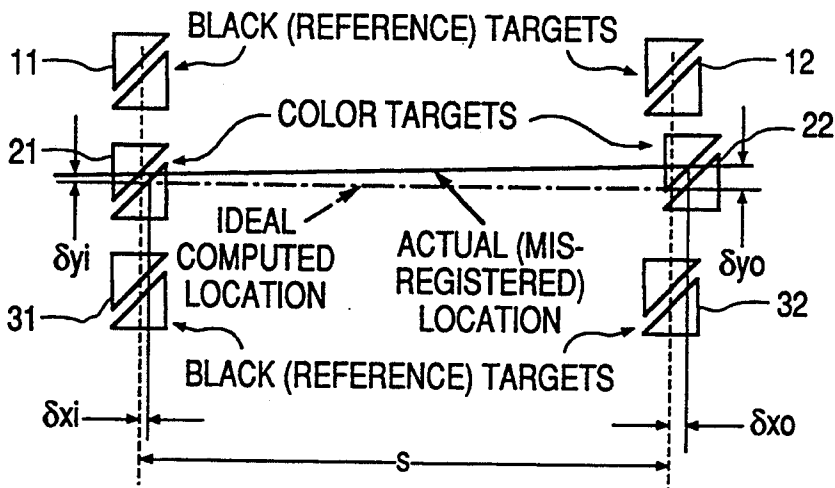 BLACK (REFERENCE) TARGETS
11
12
COLOR TARGETS
21
22
IDEAL
COMPUTED
LOCATION
ACTUAL (MIS-
REGISTERED)
LOCATION
δyi
δyo
31
32
BLACK (REFERENCE) TARGETS
δxi
δxo
S